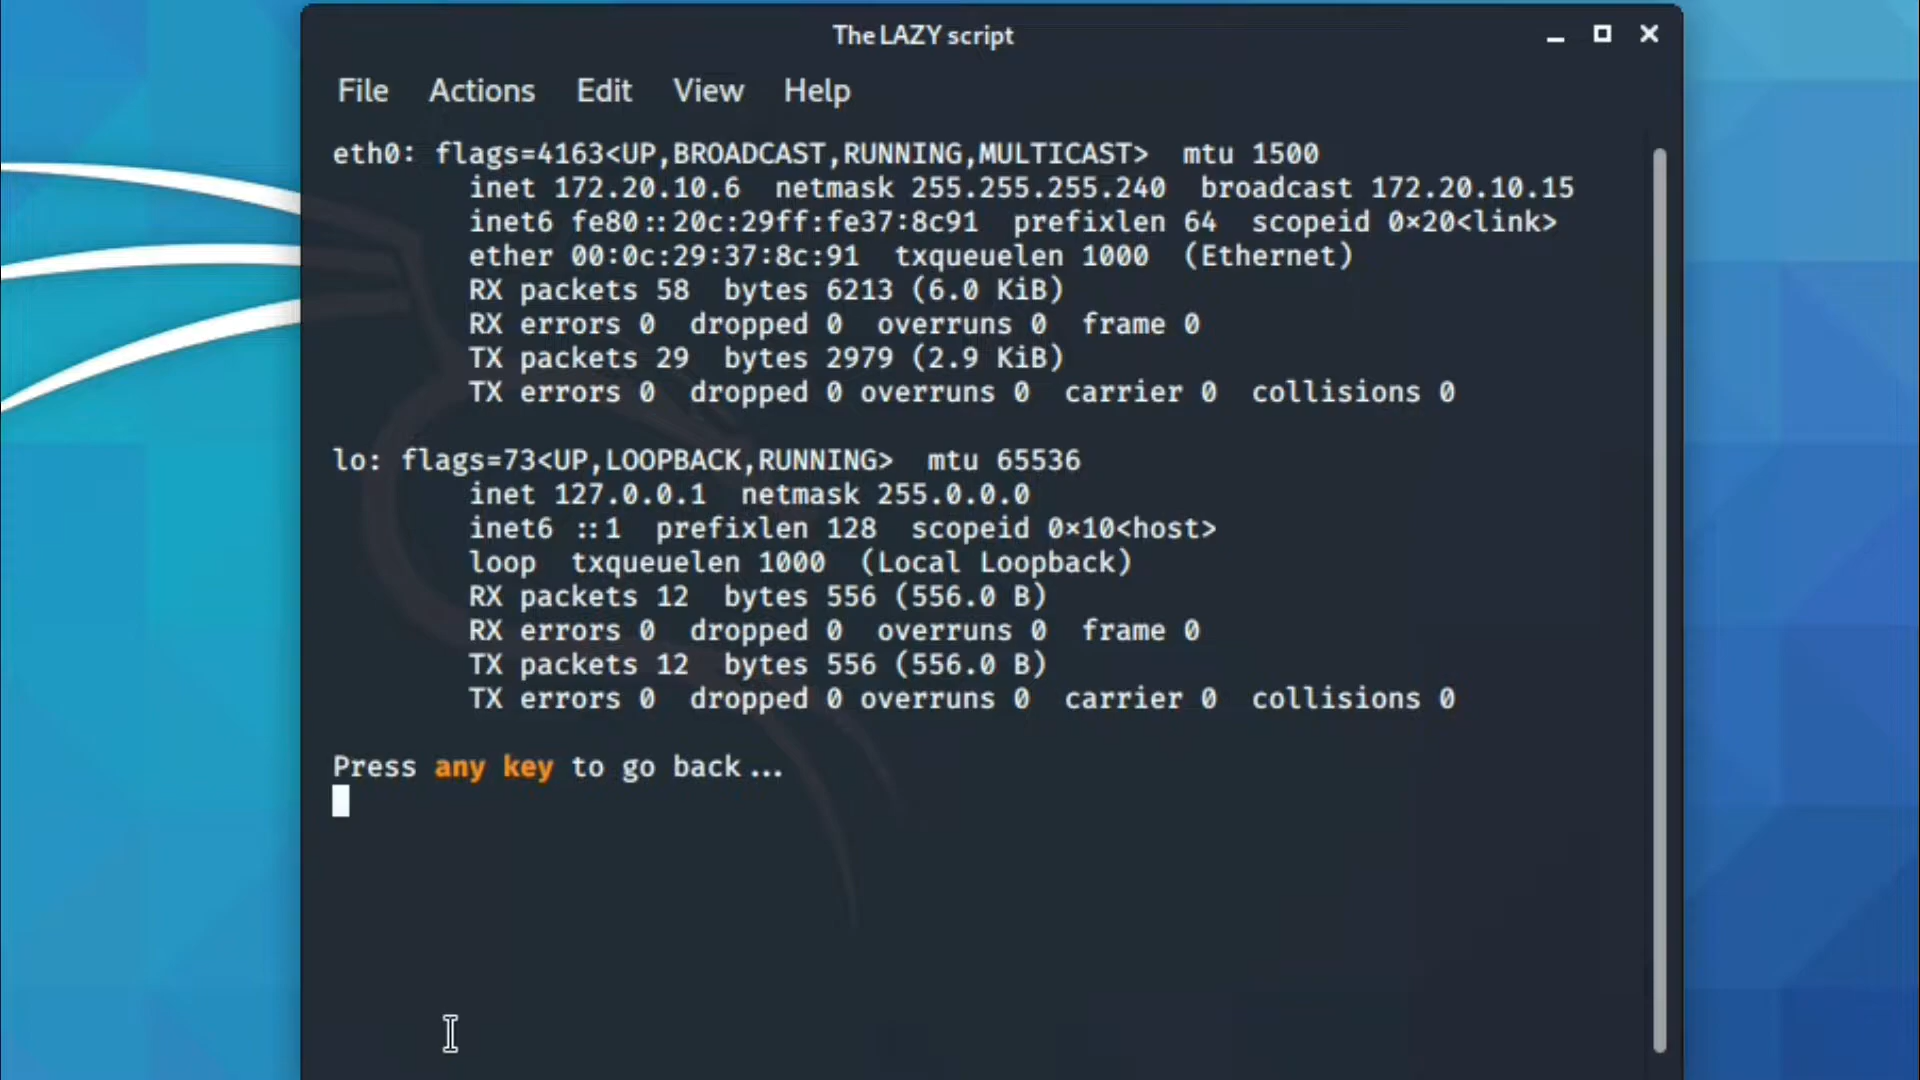 The LAZY script
File Actions Edit View Help
eth0: flags=4163<UP,BROADCAST,RUNNING,MULTICAST> mtu 1500
inet 172.20.10.6 netmask 255.255.255.240 broadcast 172.20.10.15
inet6 fe80::20c:29ff:fe37:8c91 prefixlen 64 scopeid 0×20<link>
ether 00:0c:29:37:8c:91 txqueuelen 1000 (Ethernet)
RX packets 58 bytes 6213 (6.0 KiB)
RX errors 0 dropped 0 overruns 0 frame 0
TX packets 29 bytes 2979 (2.9 KiB)
TX errors 0 dropped 0 overruns 0 carrier 0 collisions 0
lo: flags=73<UP,LOOPBACK,RUNNING> mtu 65536
inet 127.0.0.1 netmask 255.0.0.0
inet6 ::1 prefixlen 128 scopeid 0×10<host>
loop txqueuelen 1000 (Local Loopback)
RX packets 12 bytes 556 (556.0 B)
RX errors 0 dropped 0 overruns 0 frame 0
TX packets 12 bytes 556 (556.0 B)
TX errors 0 dropped 0 overruns 0 carrier 0 collisions 0
Press any key to go back...